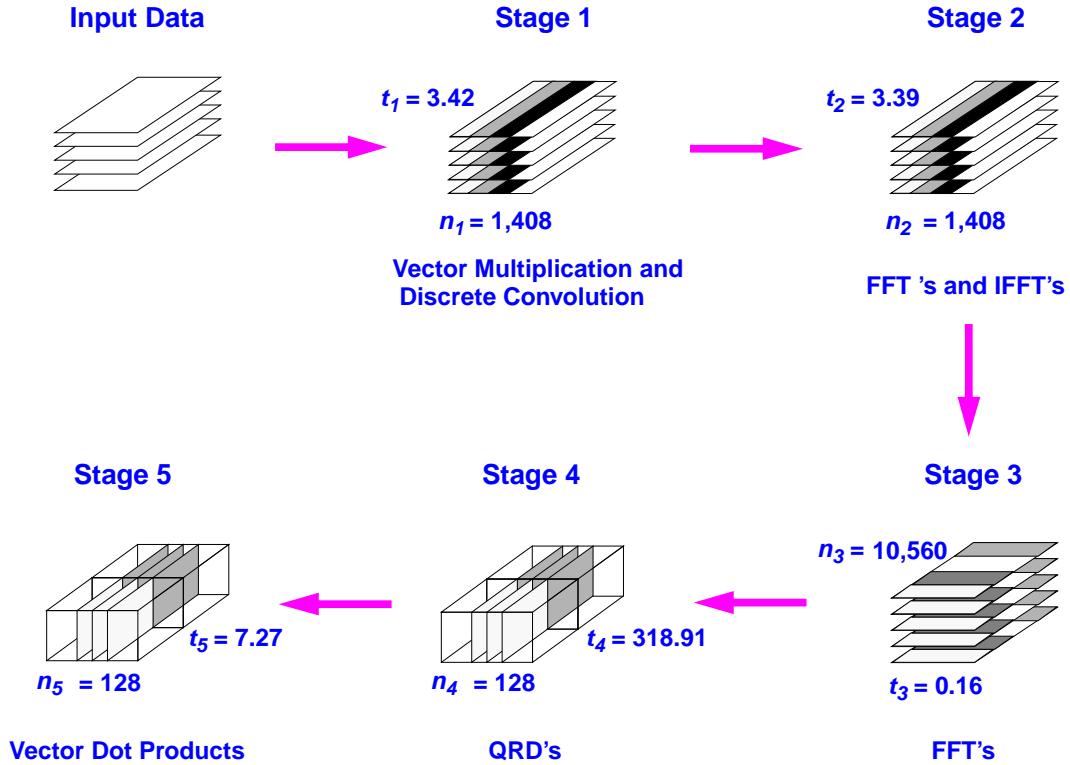 Input Data
Stage 1
Stage 2
t1 = 3.42
t2 = 3.39
n1 = 1,408
n2 = 1,408
Vector Multiplication and
Discrete Convolution
FFT 's and IFFT's
Stage 5
Stage 4
Stage 3
n3 = 10,560
t5 = 7.27
t4 = 318.91
n5 = 128
n4 = 128
t3 = 0.16
Vector Dot Products
QRD's
FFT's